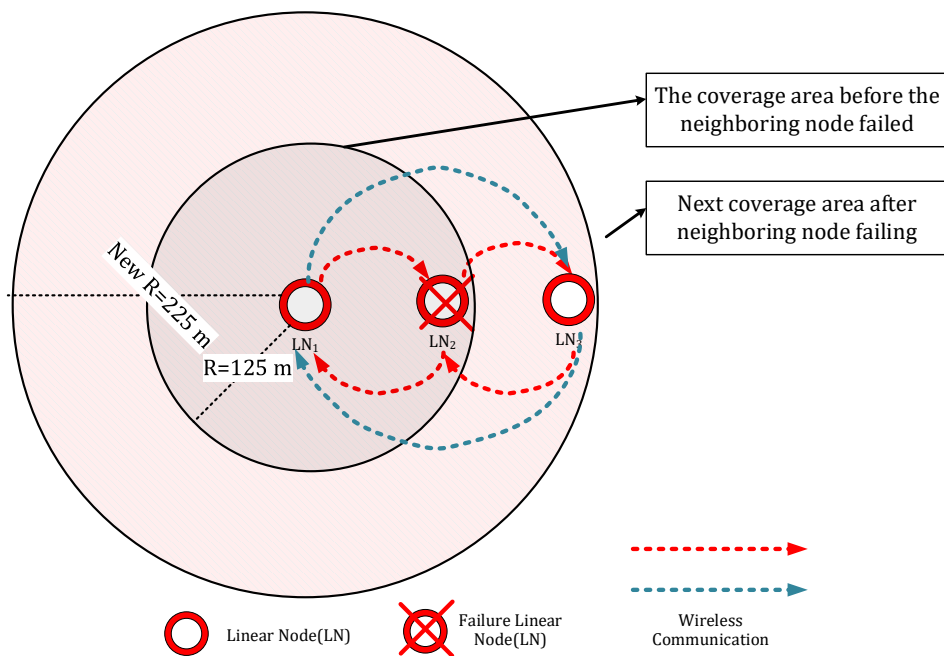 The coverage area before the
neighboring node failed
Next coverage area after
neighboring node failing
New R=225 m
R=125 m
LN₁
LN₂
LN₃
Linear Node(LN)
Failure Linear
Node(LN)
Wireless
Communication